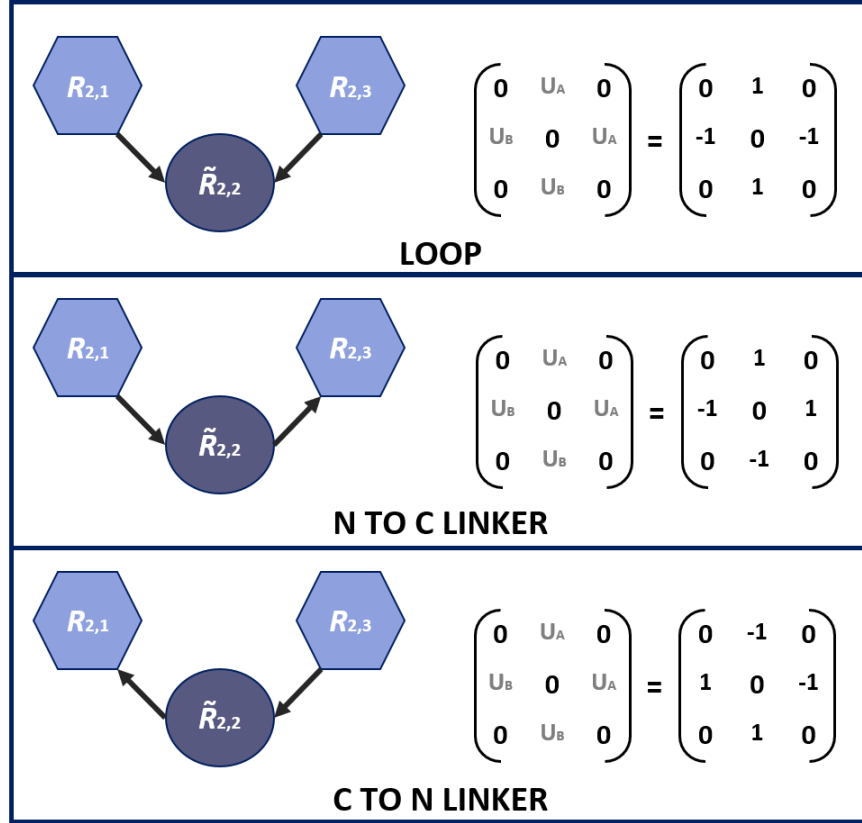 R2,1 R2,3
R̃2,2
0 UA 0 0 1 0
UB 0 UA = -1 0 -1
0 UB 0 0 1 0
LOOP
R2,1 R2,3
R̃2,2
0 UA 0 0 1 0
UB 0 UA = -1 0 1
0 UB 0 0 -1 0
N TO C LINKER
R2,1 R2,3
R̃2,2
0 UA 0 0 -1 0
UB 0 UA = 1 0 -1
0 UB 0 0 1 0
C TO N LINKER